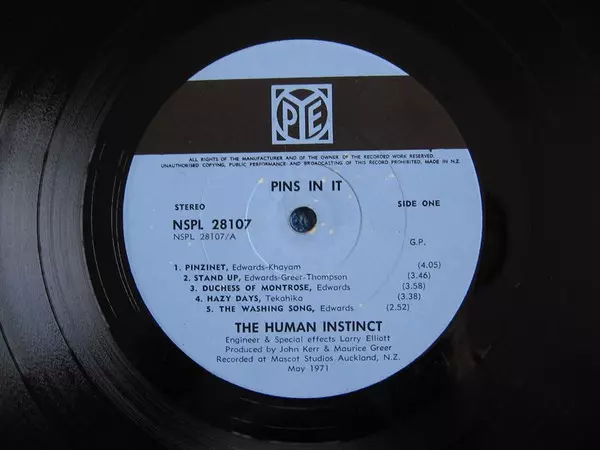 PYE
ALL RIGHTS OF THE MANUFACTURER AND OF THE OWNER OF THE RECORDED WORK RESERVED.
UNAUTHORISED COPYING, PUBLIC PERFORMANCE AND BROADCASTING OF THIS RECORD PROHIBITED. MADE IN N.Z.
PINS IN IT
STEREO SIDE ONE
NSPL 28107
NSPL 28107/A
G.P.
1. PINZINET, Edwards-Khayam (4.05)
2. STAND UP, Edwards-Greer-Thompson (3.46)
3. DUCHESS OF MONTROSE, Edwards (3.58)
4. HAZY DAYS, Tekahika (3.38)
5. THE WASHING SONG, Edwards (2.52)
THE HUMAN INSTINCT
Engineer & Special effects Larry Elliott
Produced by John Kerr & Maurice Greer
Recorded at Mascot Studios Auckland, N.Z.
May 1971